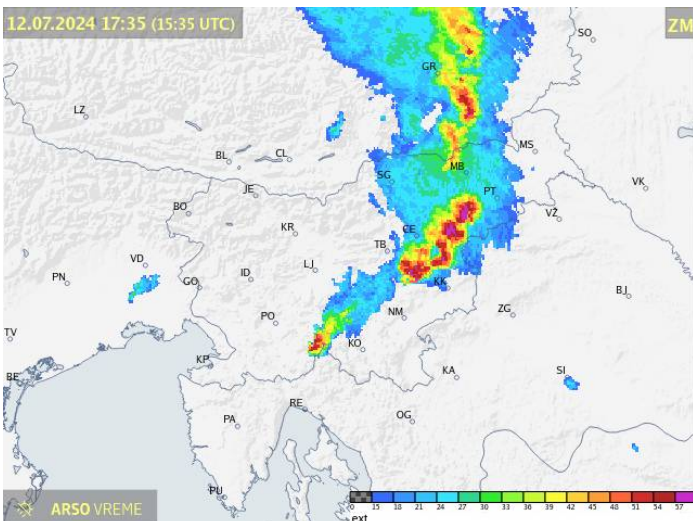 12.07.2024 17:35 (15:35 UTC)
ZM
SO
GR
LZ
MS
BL
CL
MB
SG
VK
JE
PT
BO
VŽ
KR
CE
TB
VD
LJ
PN
GO
ID
KK
BJ
NM
ZG
PO
TV
KO
KP
KA
SI
BE
RE
PA
OG
PU
ARSO VREME
0 15 18 21 24 27 30 33 36 39 42 45 48 51 54 57
ext